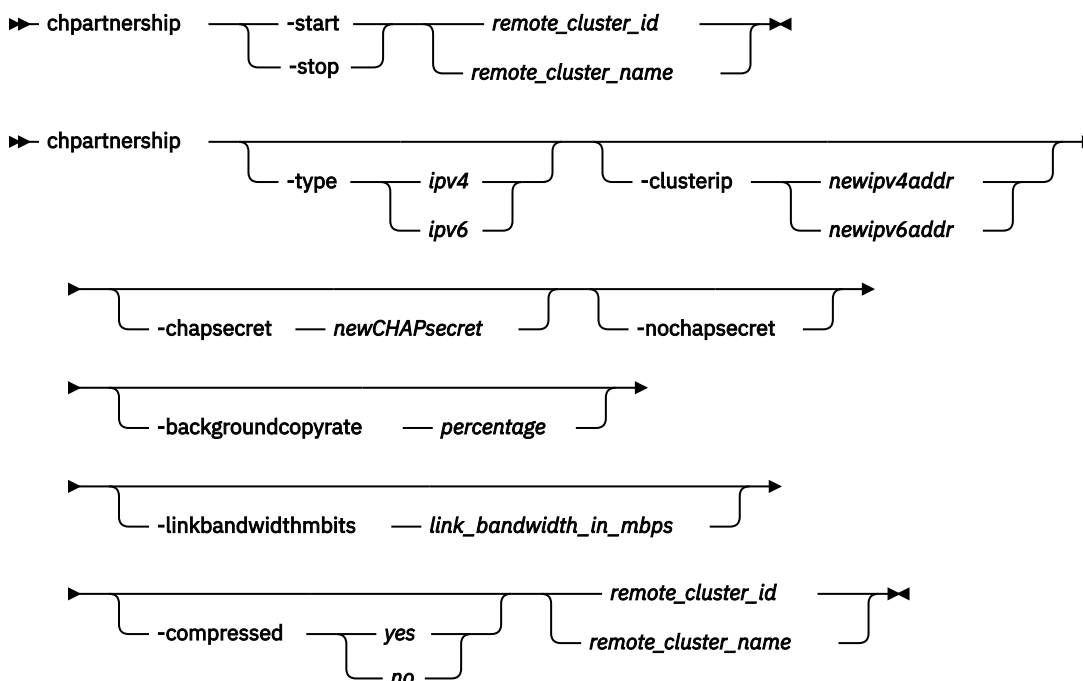 chpartnership -start remote_cluster_id
-stop remote_cluster_name
chpartnership
-type ipv4 -clusterip newipv4addr
ipv6 newipv6addr
-chapsecret newCHAPsecret -nochapsecret
-backgroundcopyrate percentage
-linkbandwidthmbits link_bandwidth_in_mbps
remote_cluster_id
-compressed yes remote_cluster_name
no